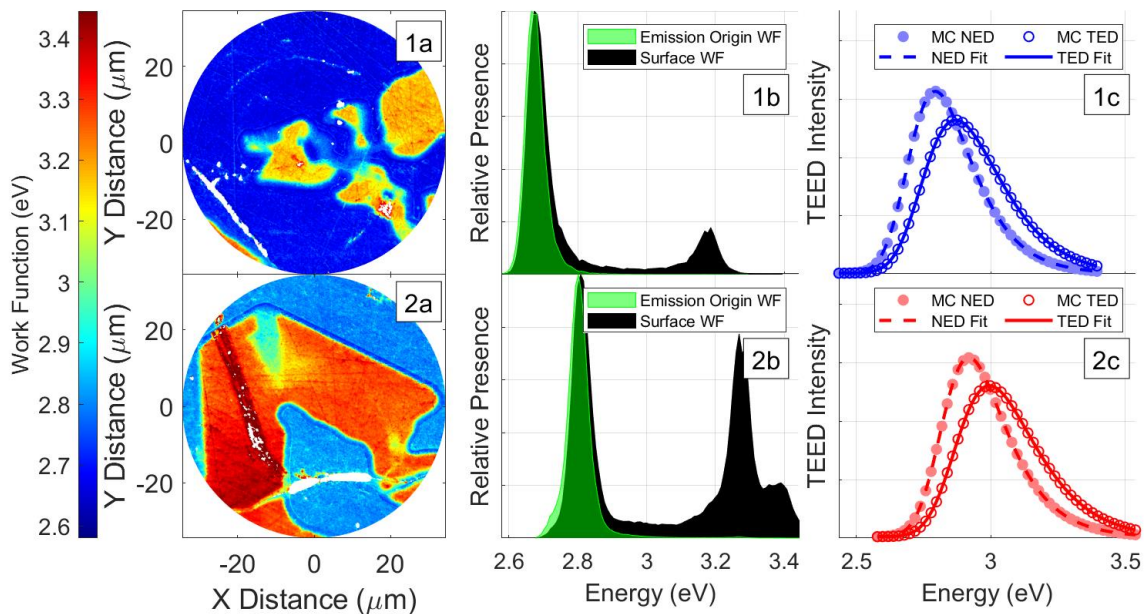 Work Function (eV)
3.4
3.3
3.2
3.1
3
2.9
2.8
2.7
2.6
Y Distance (μm)
20
0
-20
1a
Y Distance (μm)
20
0
-20
2a
-20 0 20
X Distance (μm)
Relative Presence
Emission Origin WF
Surface WF
1b
Relative Presence
Emission Origin WF
Surface WF
2b
2.6 2.8 3 3.2 3.4
Energy (eV)
TEED Intensity
MC NED MC TED
NED Fit TED Fit
1c
TEED Intensity
MC NED MC TED
NED Fit TED Fit
2c
2.5 3 3.5
Energy (eV)